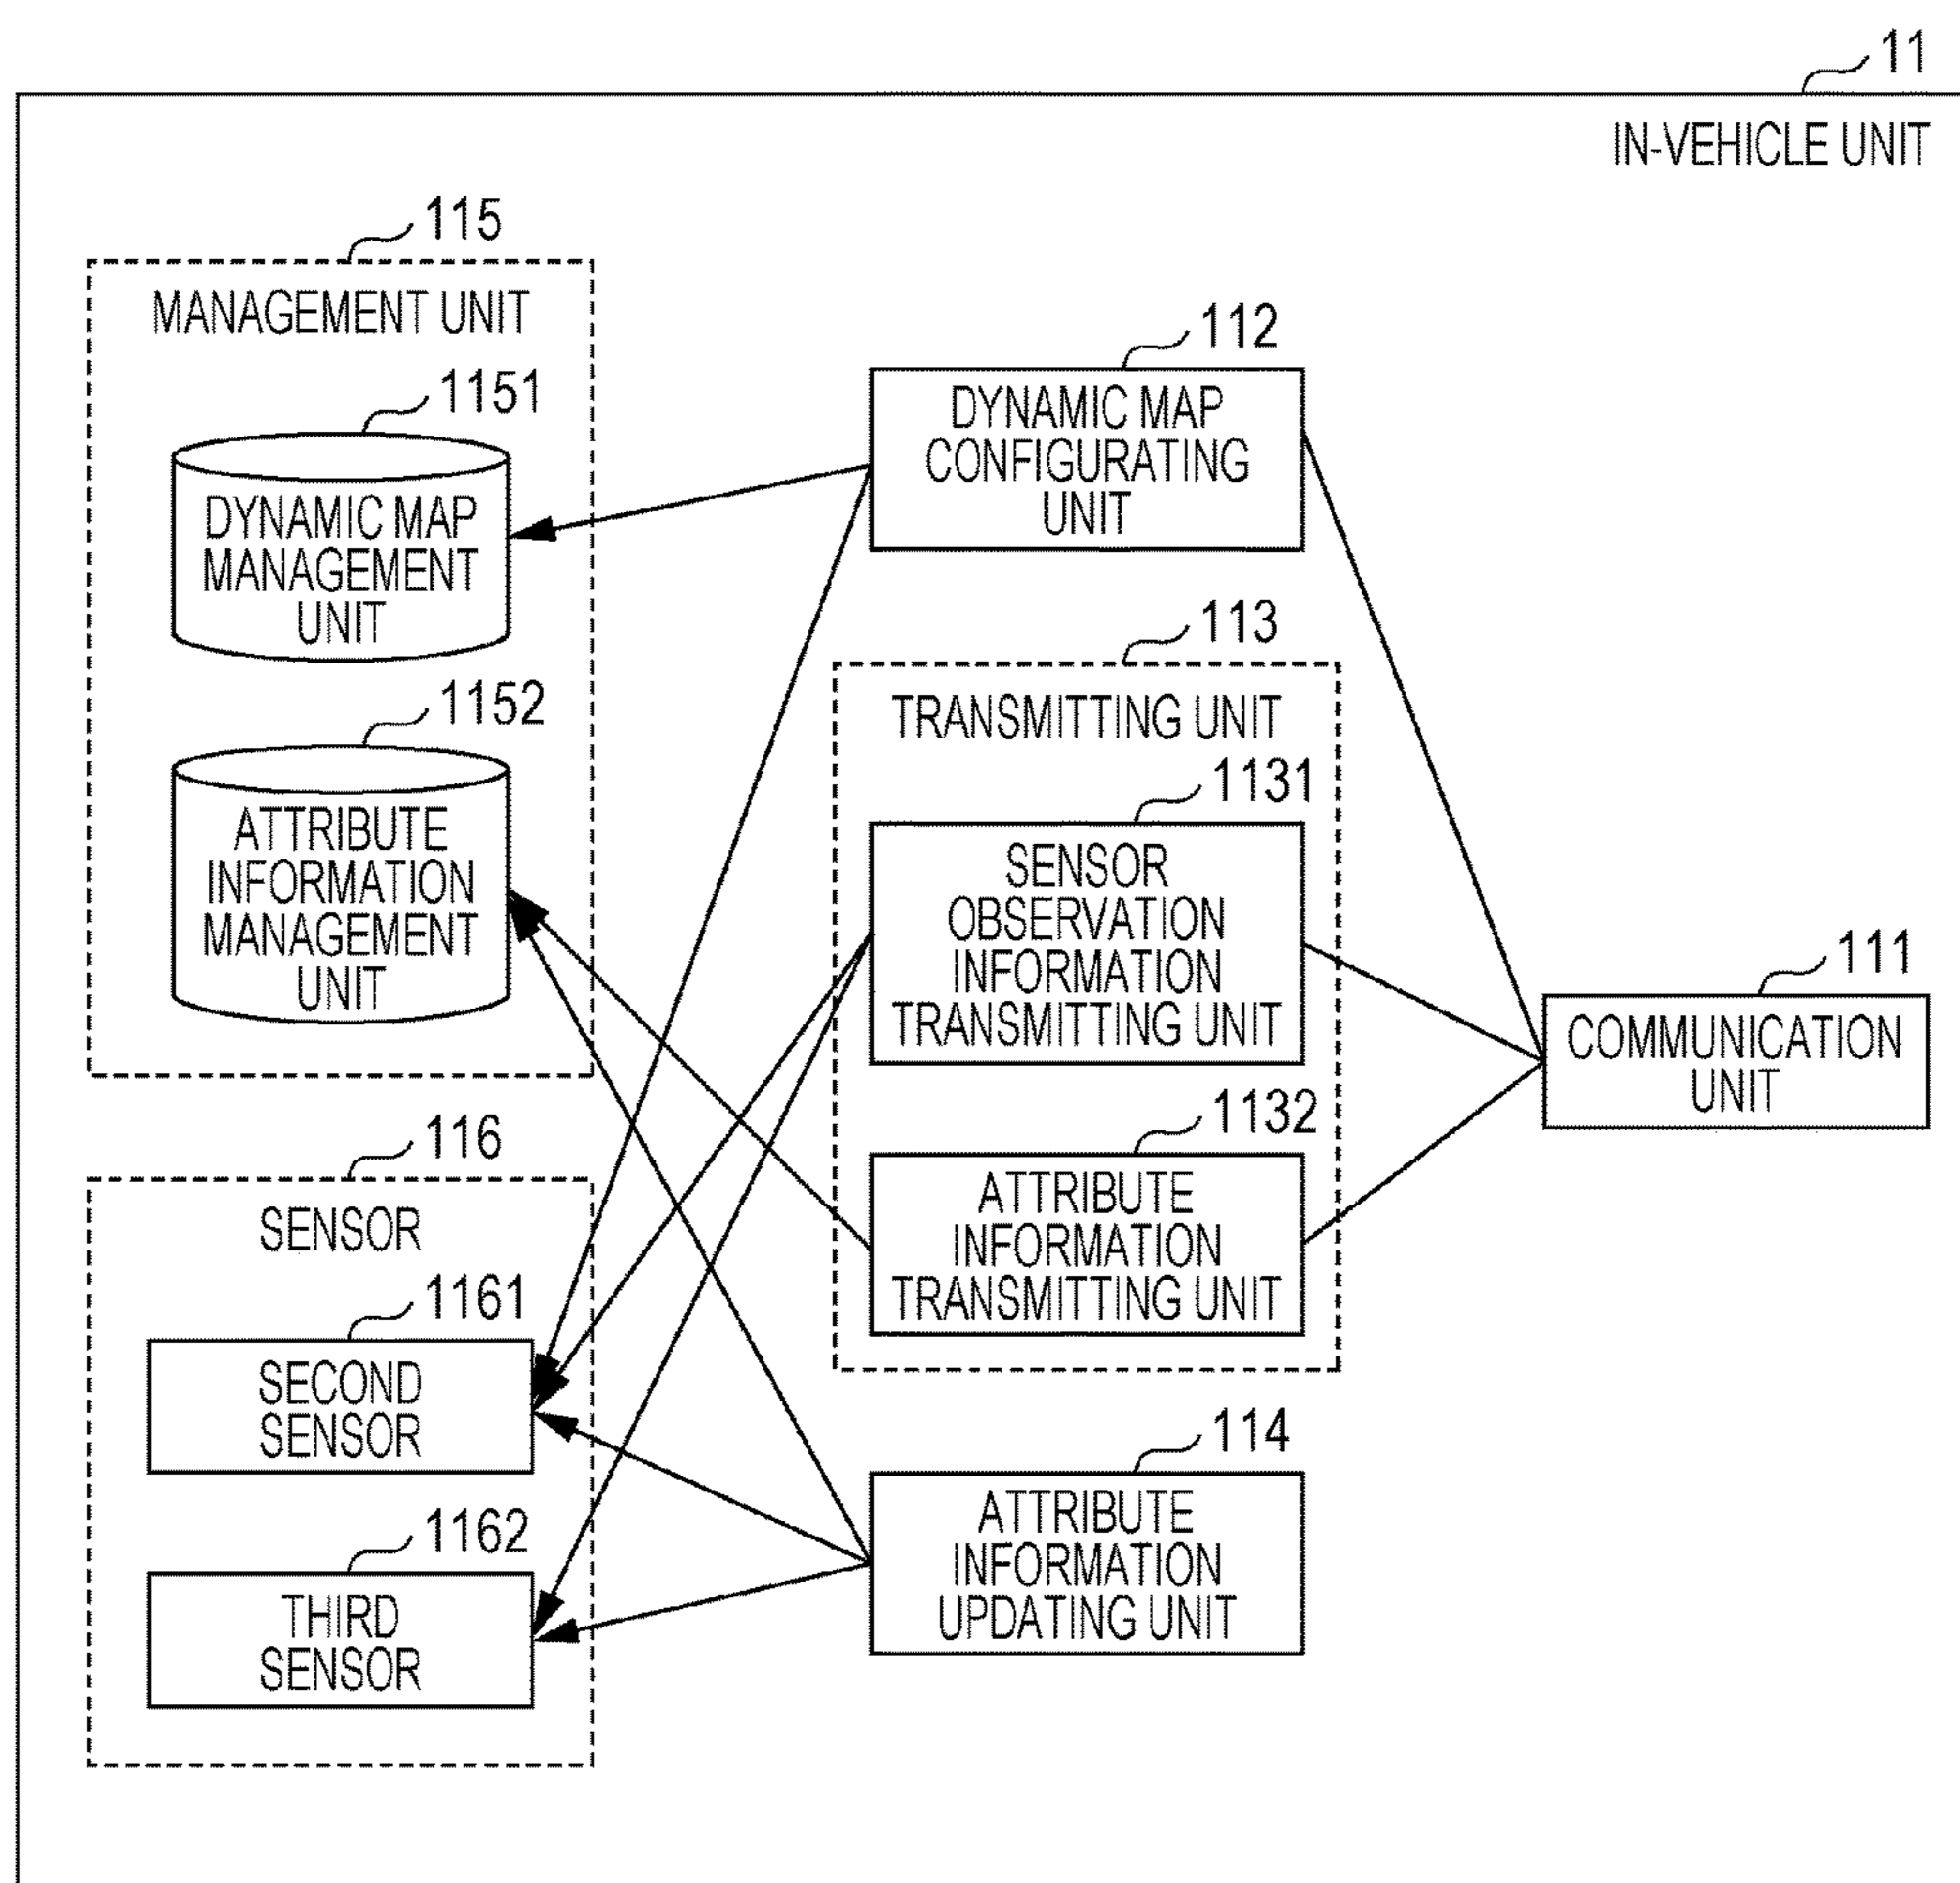 11
IN-VEHICLE UNIT
115
MANAGEMENT UNIT
1151
DYNAMIC MAP
MANAGEMENT
UNIT
1152
ATTRIBUTE
INFORMATION
MANAGEMENT
UNIT
116
SENSOR
1161
SECOND
SENSOR
1162
THIRD
SENSOR
112
DYNAMIC MAP
CONFIGURATING
UNIT
113
TRANSMITTING UNIT
1131
SENSOR
OBSERVATION
INFORMATION
TRANSMITTING UNIT
1132
ATTRIBUTE
INFORMATION
TRANSMITTING UNIT
114
ATTRIBUTE
INFORMATION
UPDATING UNIT
111
COMMUNICATION
UNIT